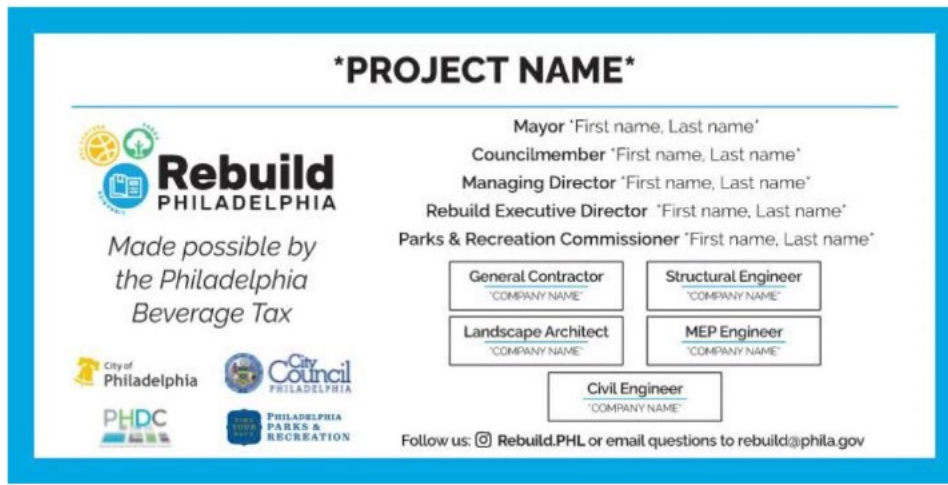 *PROJECT NAME*
Rebuild
PHILADELPHIA
Made possible by
the Philadelphia
Beverage Tax
City of
Philadelphia
City
Council
PHILADELPHIA
PHDC
FIND
YOUR
PHILADELPHIA
PARKS &
RECREATION
Mayor *First name, Last name*
Councilmember *First name, Last name*
Managing Director *First name, Last name*
Rebuild Executive Director *First name, Last name*
Parks & Recreation Commissioner *First name, Last name*
General Contractor
*COMPANY NAME*
Structural Engineer
*COMPANY NAME*
Landscape Architect
*COMPANY NAME*
MEP Engineer
*COMPANY NAME*
Civil Engineer
*COMPANY NAME*
Follow us: Rebuild.PHL or email questions to rebuild@phila.gov